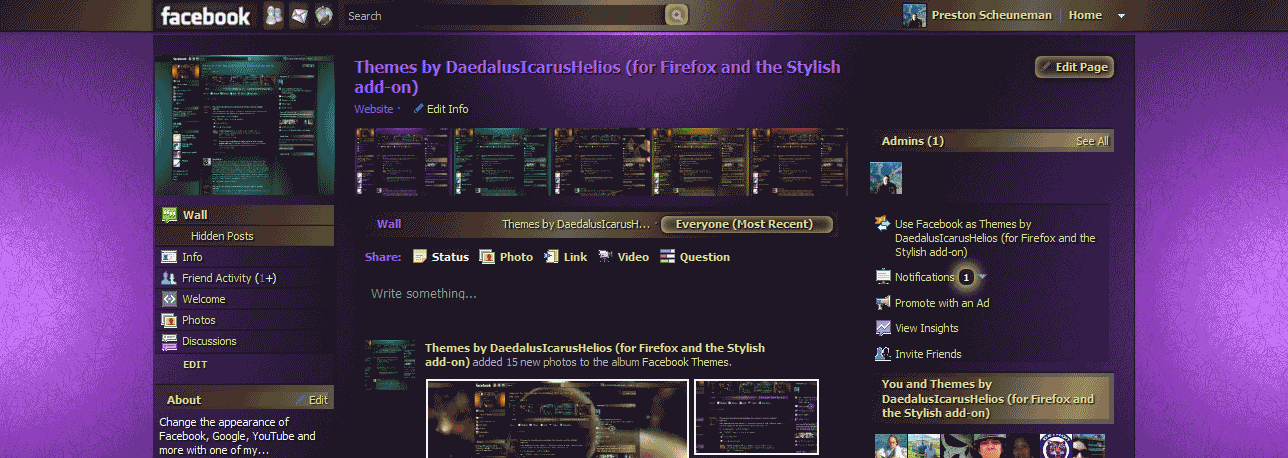 facebook
Search
Preston Scheuneman
Home
Themes by DaedalusIcarusHelios (for Firefox and the Stylish
add-on)
Edit Page
Website ·
Edit Info
Admins (1)
See All
Wall
Hidden Posts
Info
Friend Activity (1+)
Welcome
Photos
Discussions
EDIT
About
Edit
Change the appearance of
Facebook, Google, YouTube and
more with one of my...
Wall
Themes by DaedalusIcarusH... ·
Everyone (Most Recent)
Share:
Status
Photo
Link
Video
Question
Write something...
Themes by DaedalusIcarusHelios (for Firefox and the Stylish
add-on) added 15 new photos to the album Facebook Themes.
Use Facebook as Themes by
DaedalusIcarusHelios (for Firefox and the
Stylish add-on)
Notifications 1
Promote with an Ad
View Insights
Invite Friends
You and Themes by
DaedalusIcarusHelios (for Firefox and
the Stylish add-on)